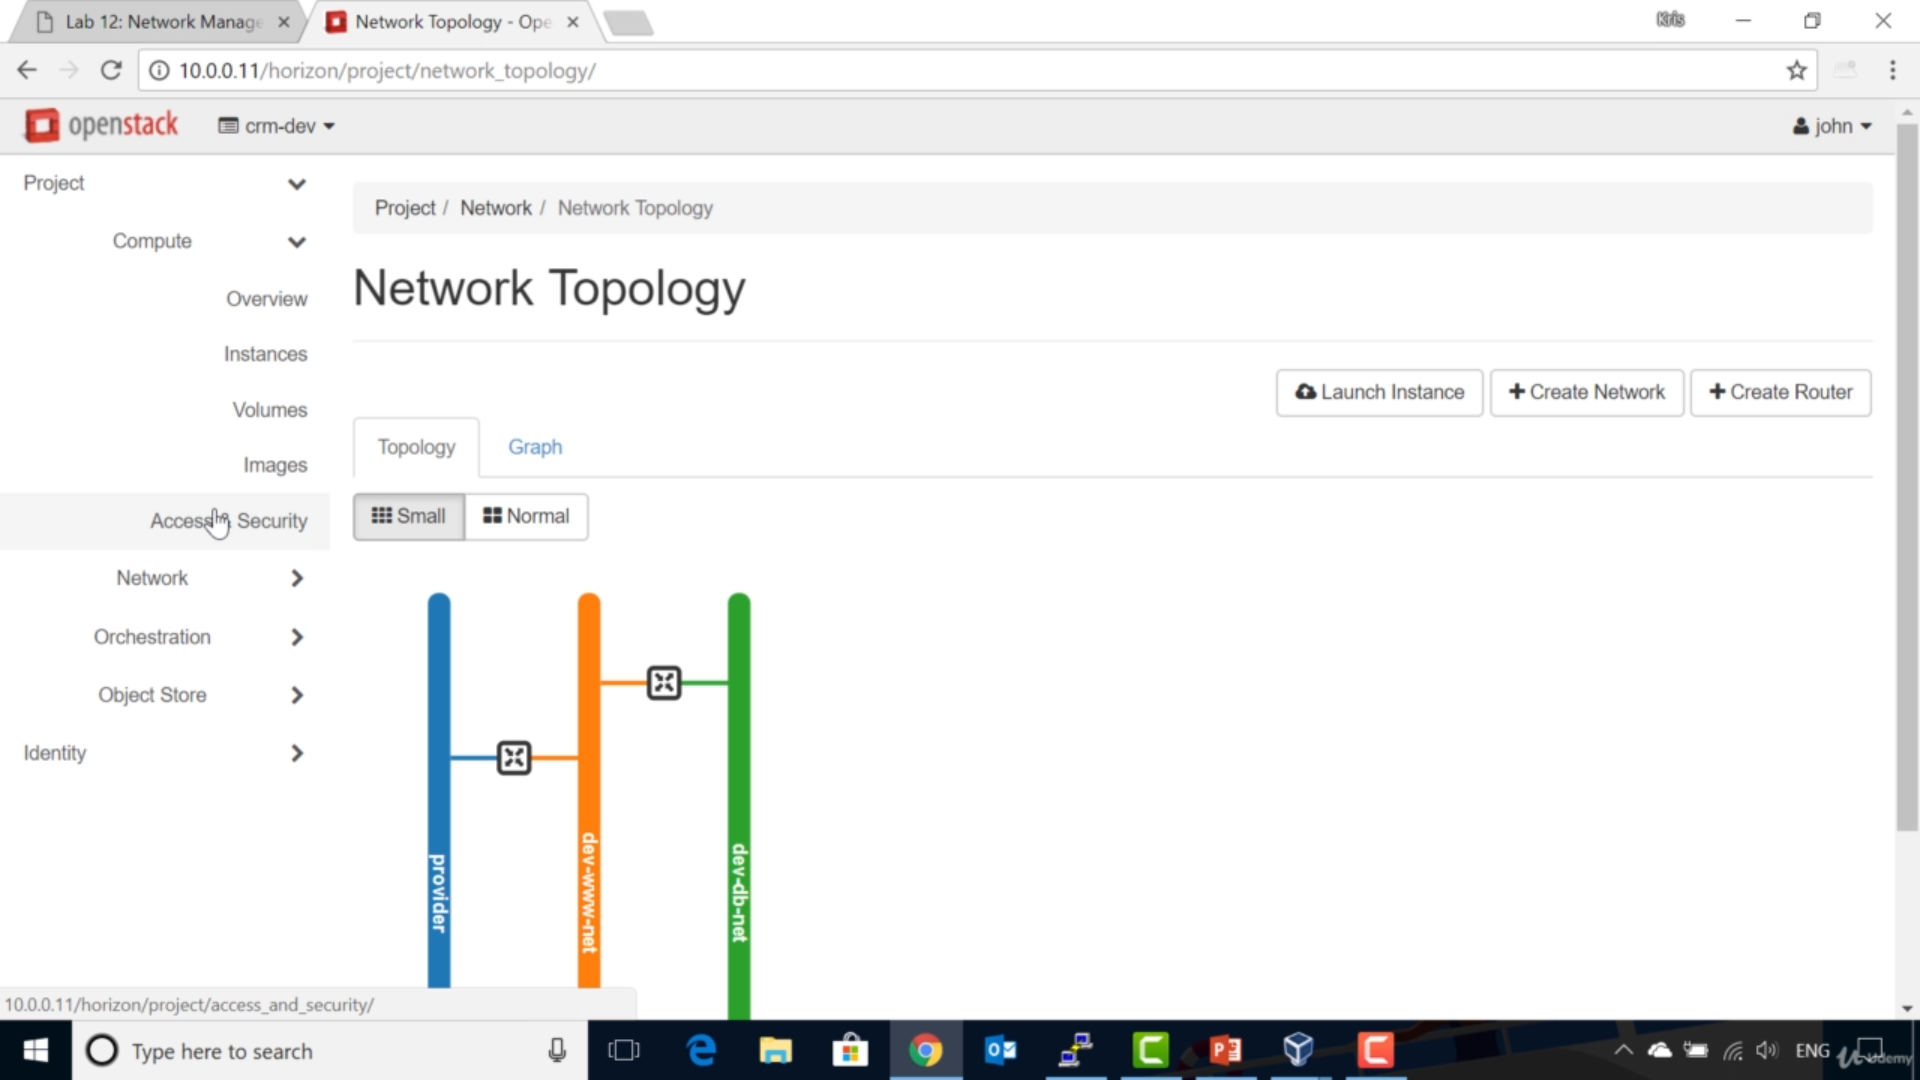 Lab 12: Network Manage
Network Topology - Ope
Kris
10.0.0.11/horizon/project/network_topology/
openstack
crm-dev
john
Project
Compute
Overview
Instances
Volumes
Images
Access & Security
Network
Orchestration
Object Store
Identity
Project / Network / Network Topology
Network Topology
Launch Instance
Create Network
Create Router
Topology
Graph
Small
Normal
provider
dev-www-net
dev-db-net
10.0.0.11/horizon/project/access_and_security/
Type here to search
ENG
Udemy